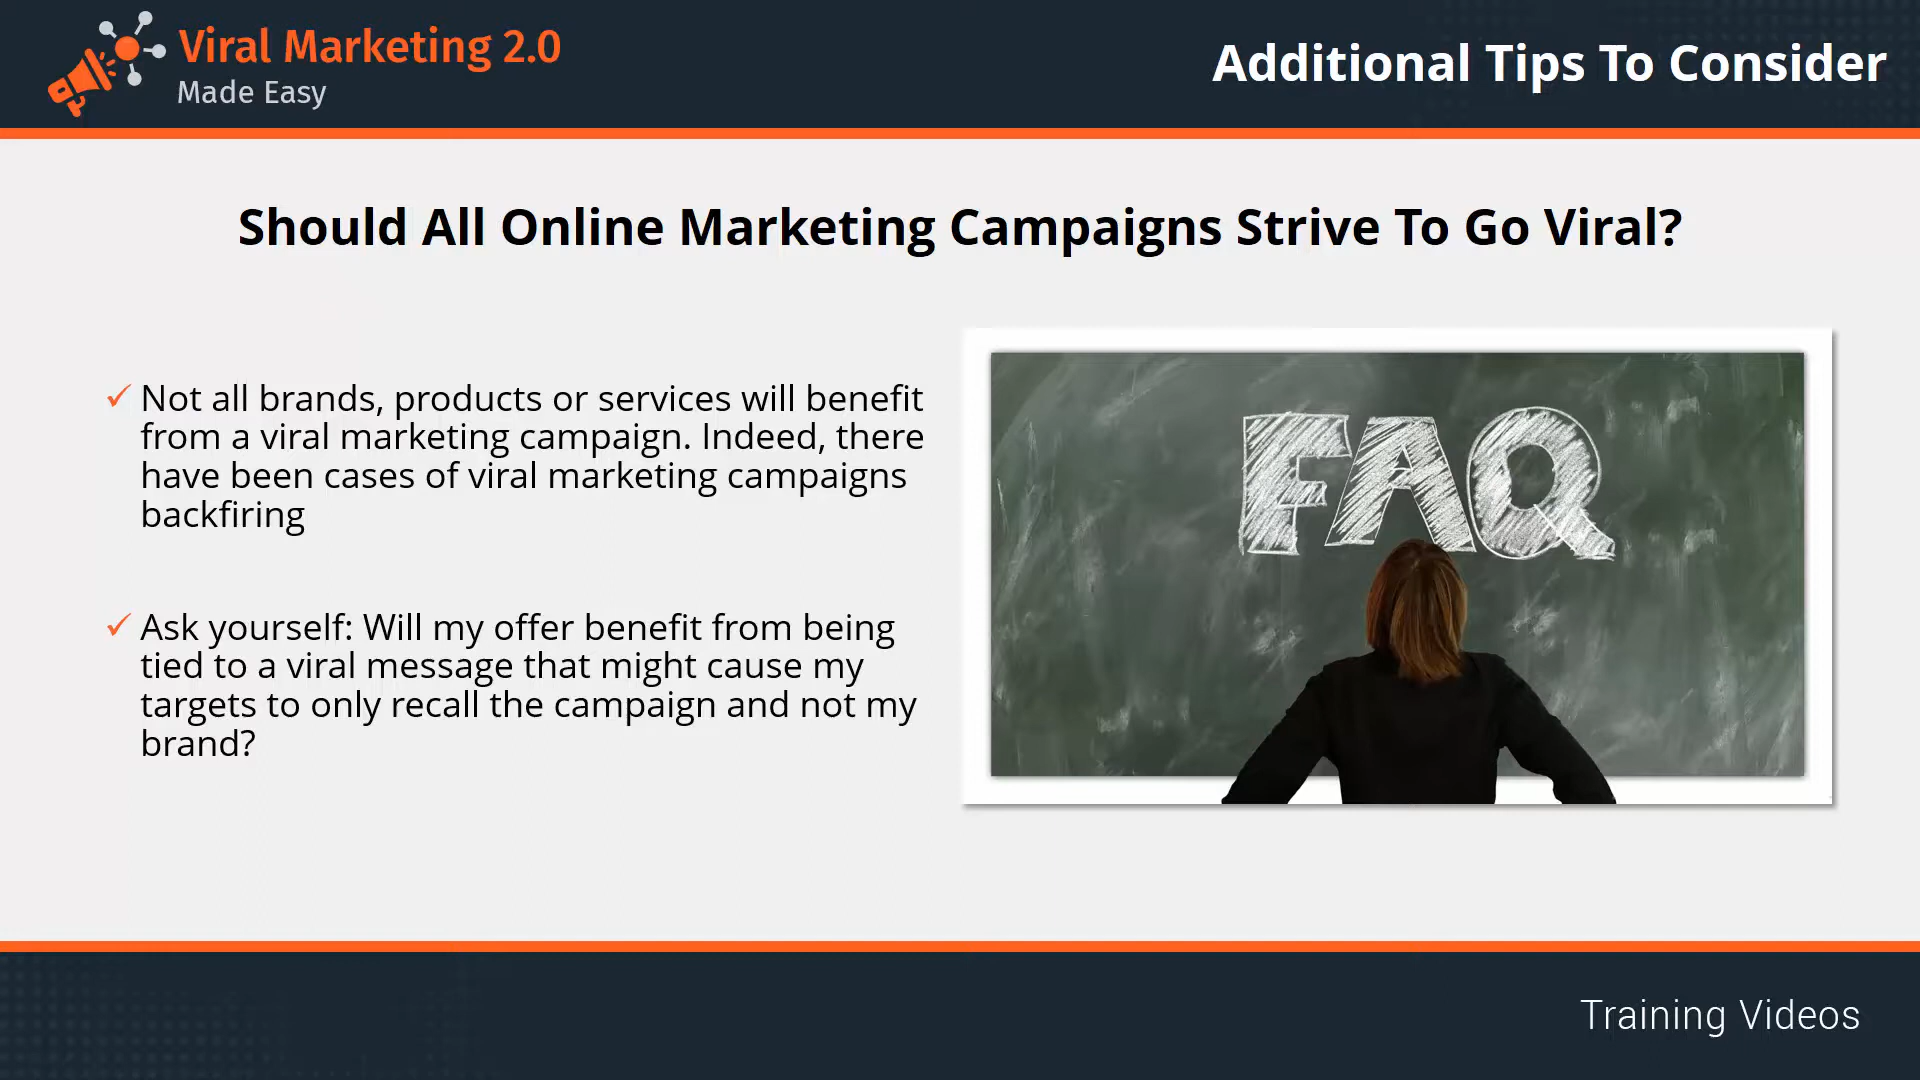 Viral Marketing 2.0
Made Easy
Additional Tips To Consider
Should All Online Marketing Campaigns Strive To Go Viral?
✓ Not all brands, products or services will benefit
from a viral marketing campaign. Indeed, there
have been cases of viral marketing campaigns
backfiring
✓ Ask yourself: Will my offer benefit from being
tied to a viral message that might cause my
targets to only recall the campaign and not my
brand?
FAQ
Training Videos